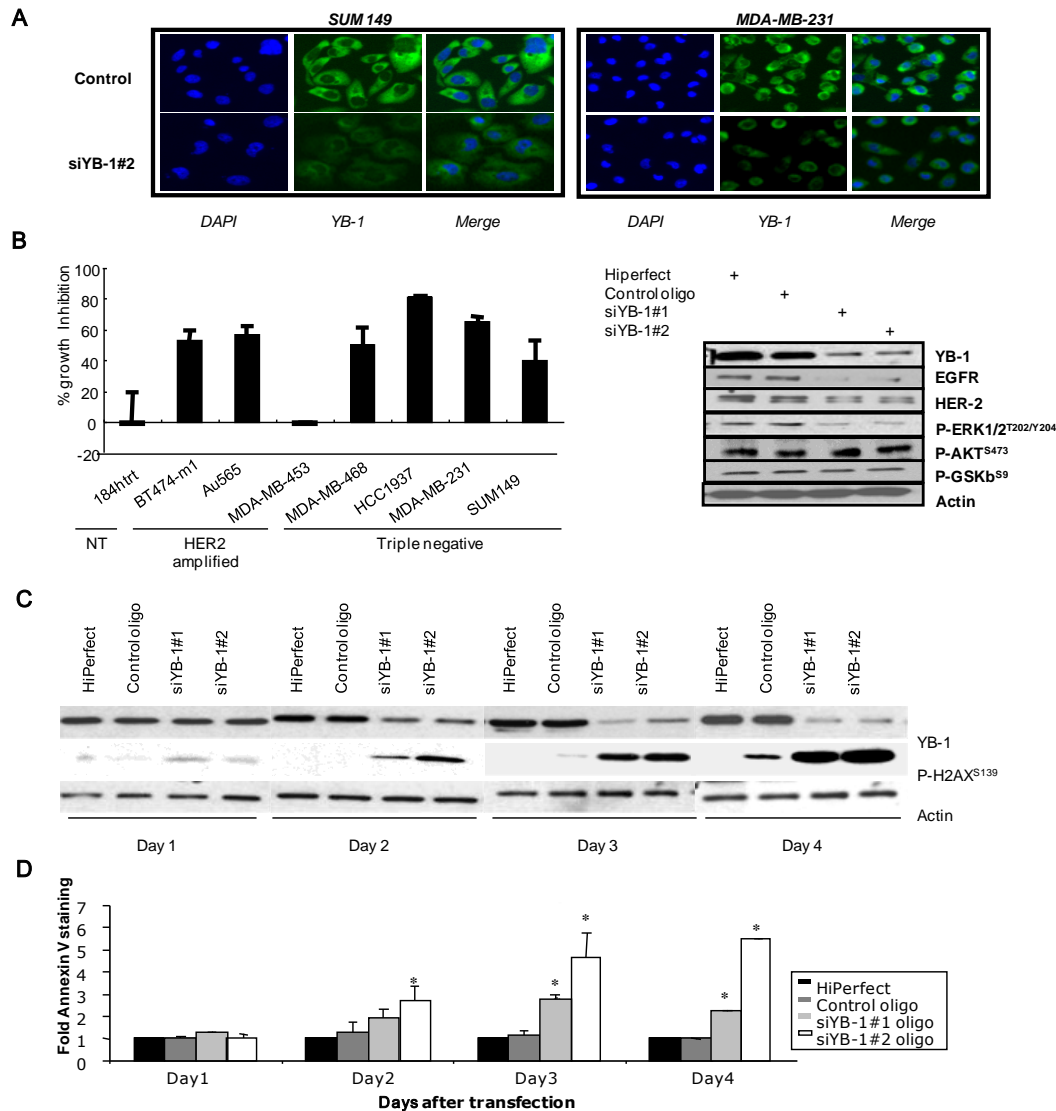 A
SUM 149
MDA-MB-231
Control
siYB-1#2
DAPI
YB-1
Merge
DAPI
YB-1
Merge
B
% growth Inhibition
100
80
60
40
20
0
-20
184htrt
BT474-m1
Au565
MDA-MB-453
MDA-MB-468
HCC1937
MDA-MB-231
SUM149
NT
HER2
amplified
Triple negative
Hiperfect +
Control oligo +
siYB-1#1 +
siYB-1#2 +
YB-1
EGFR
HER-2
P-ERK1/2T202/Y204
P-AKTS473
P-GSKbS9
Actin
C
HiPerfect
Control oligo
siYB-1#1
siYB-1#2
HiPerfect
Control oligo
siYB-1#1
siYB-1#2
HiPerfect
Control oligo
siYB-1#1
siYB-1#2
HiPerfect
Control oligo
siYB-1#1
siYB-1#2
YB-1
P-H2AXS139
Actin
Day 1
Day 2
Day 3
Day 4
D
Fold Annexin V staining
7
6
5
4
3
2
1
0
*
*
*
*
*
HiPerfect
Control oligo
siYB-1#1 oligo
siYB-1#2 oligo
Day1
Day2
Day3
Day4
Days after transfection